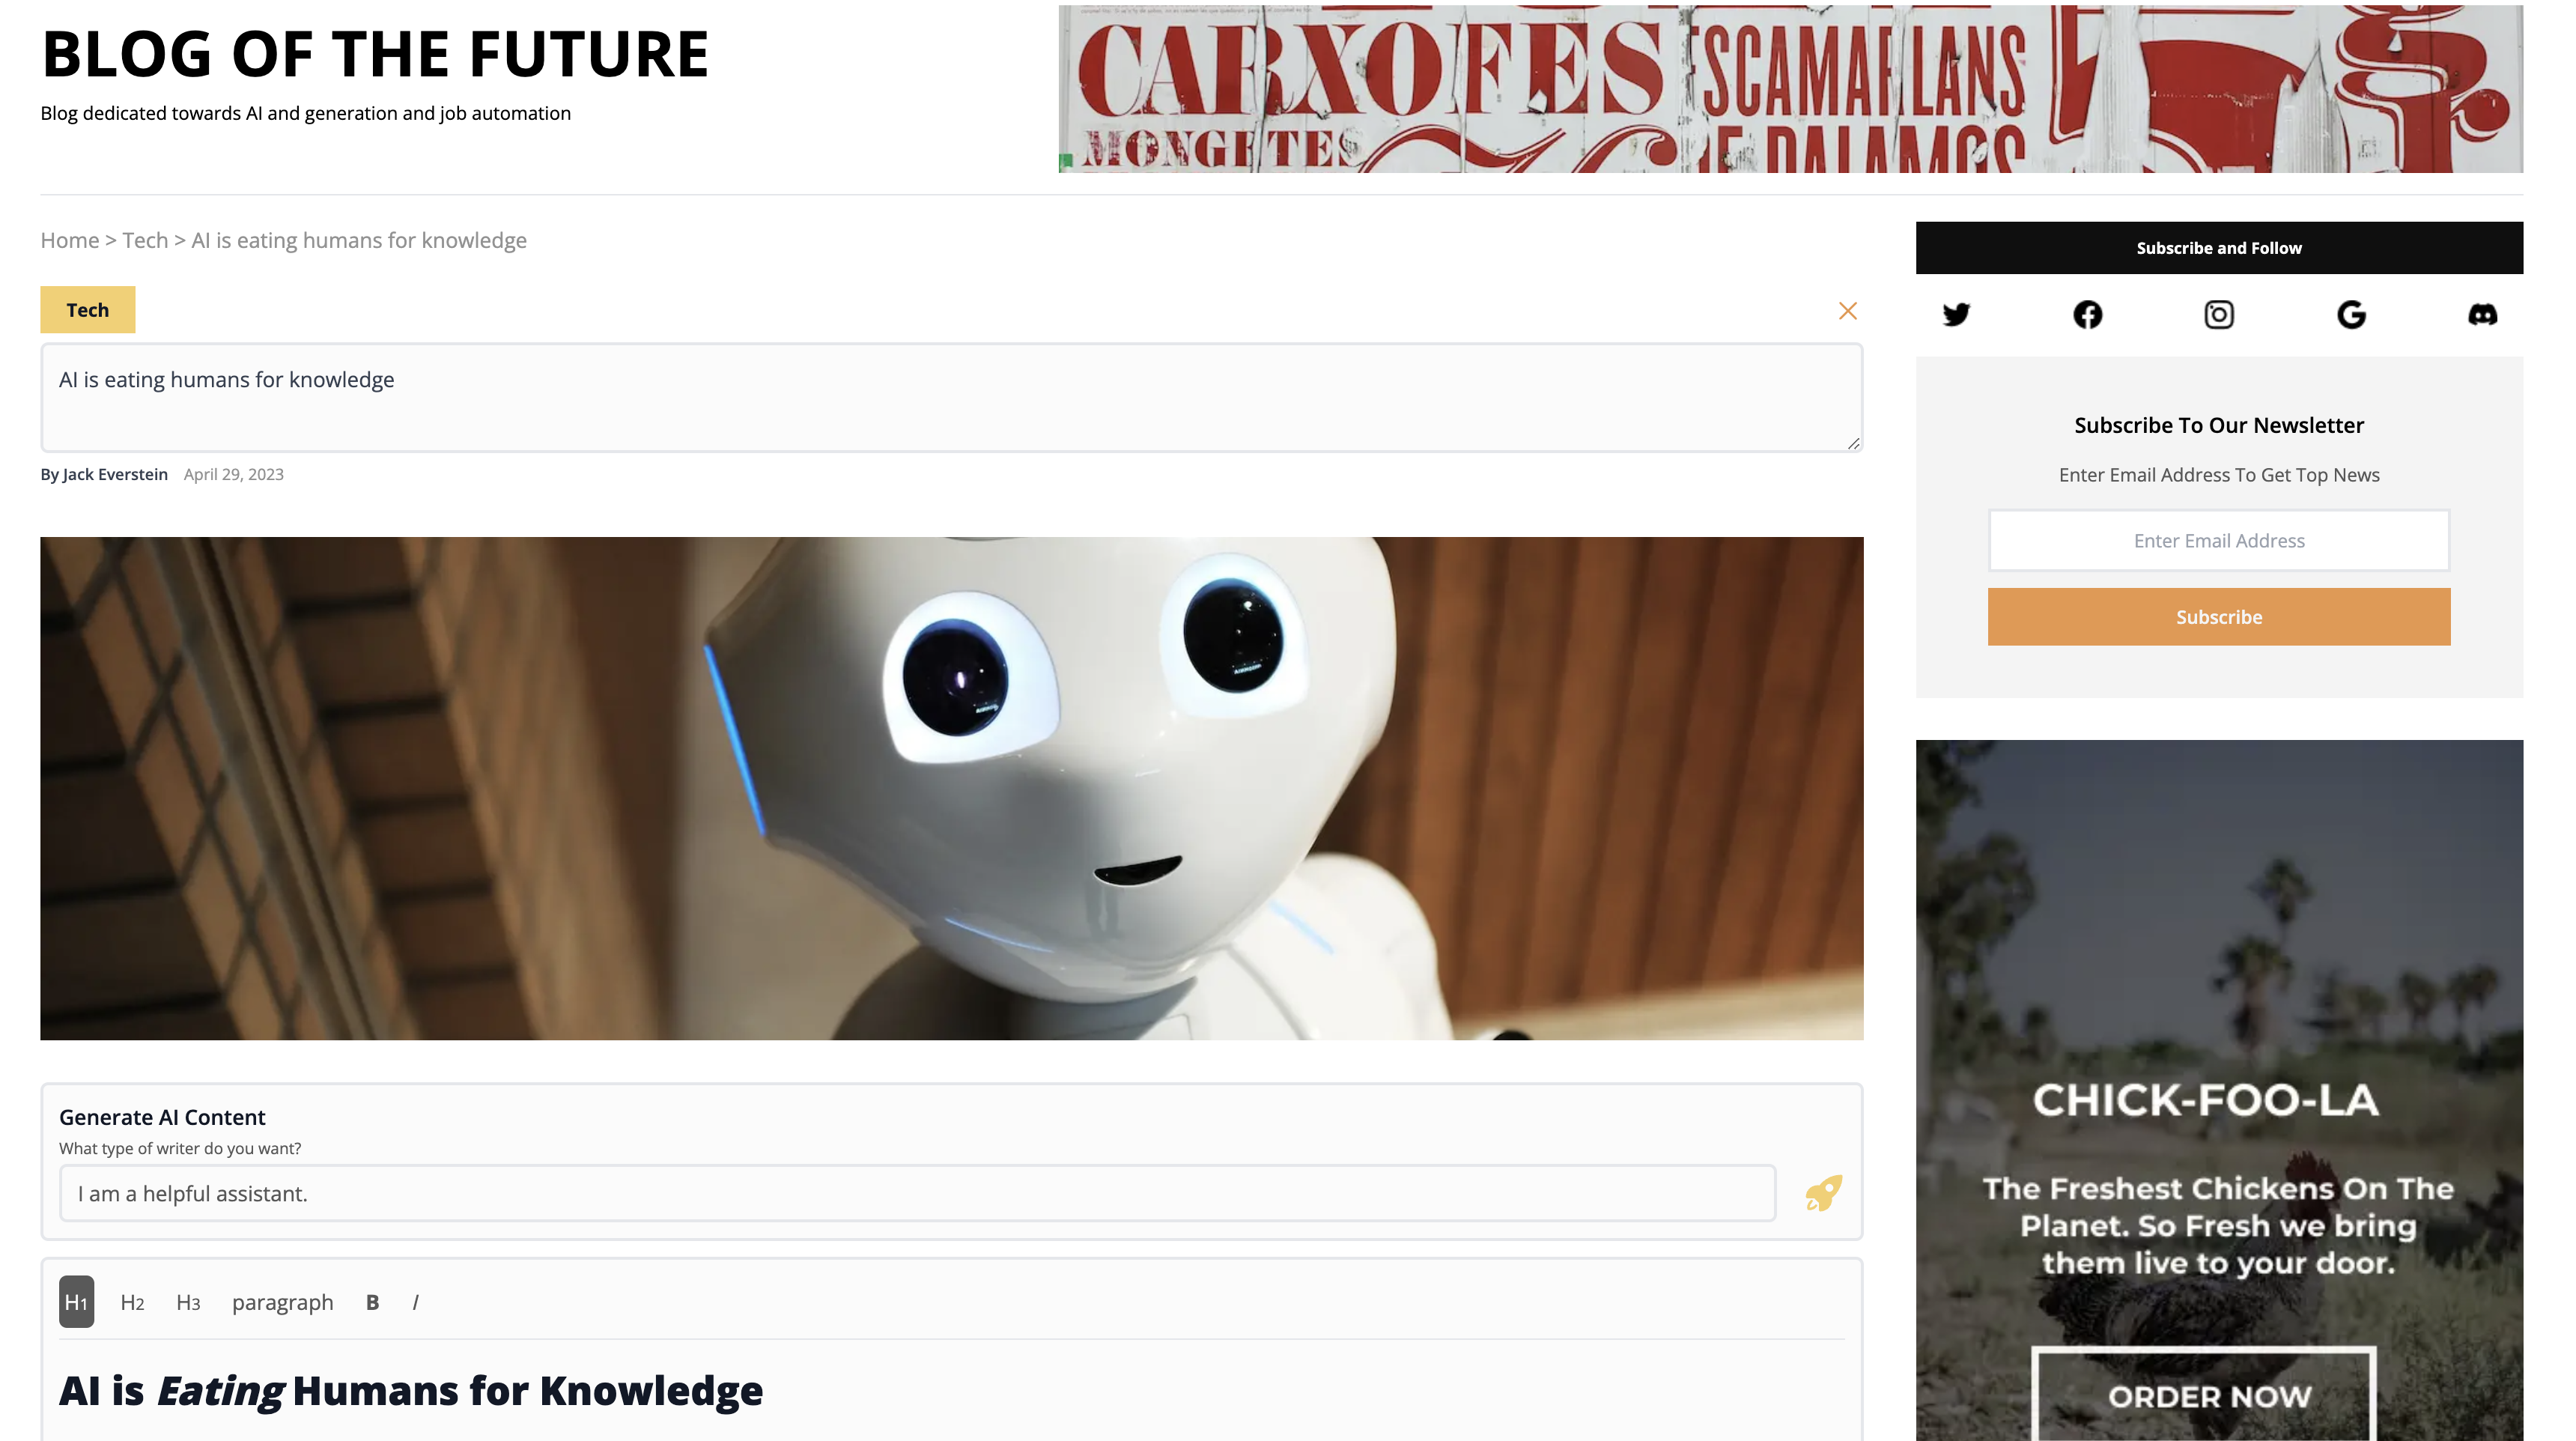 BLOG OF THE FUTURE
Blog dedicated towards AI and generation and job automation
CARXOFES
ESCAMARLANS
MONGETES
Home > Tech > AI is eating humans for knowledge
Tech
AI is eating humans for knowledge
By Jack Everstein April 29, 2023
Generate AI Content
What type of writer do you want?
I am a helpful assistant.
H1 H2 H3 paragraph B I
AI is Eating Humans for Knowledge
Subscribe and Follow
Subscribe To Our Newsletter
Enter Email Address To Get Top News
Enter Email Address
Subscribe
CHICK-FOO-LA
The Freshest Chickens On The
Planet. So Fresh we bring
them live to your door.
ORDER NOW